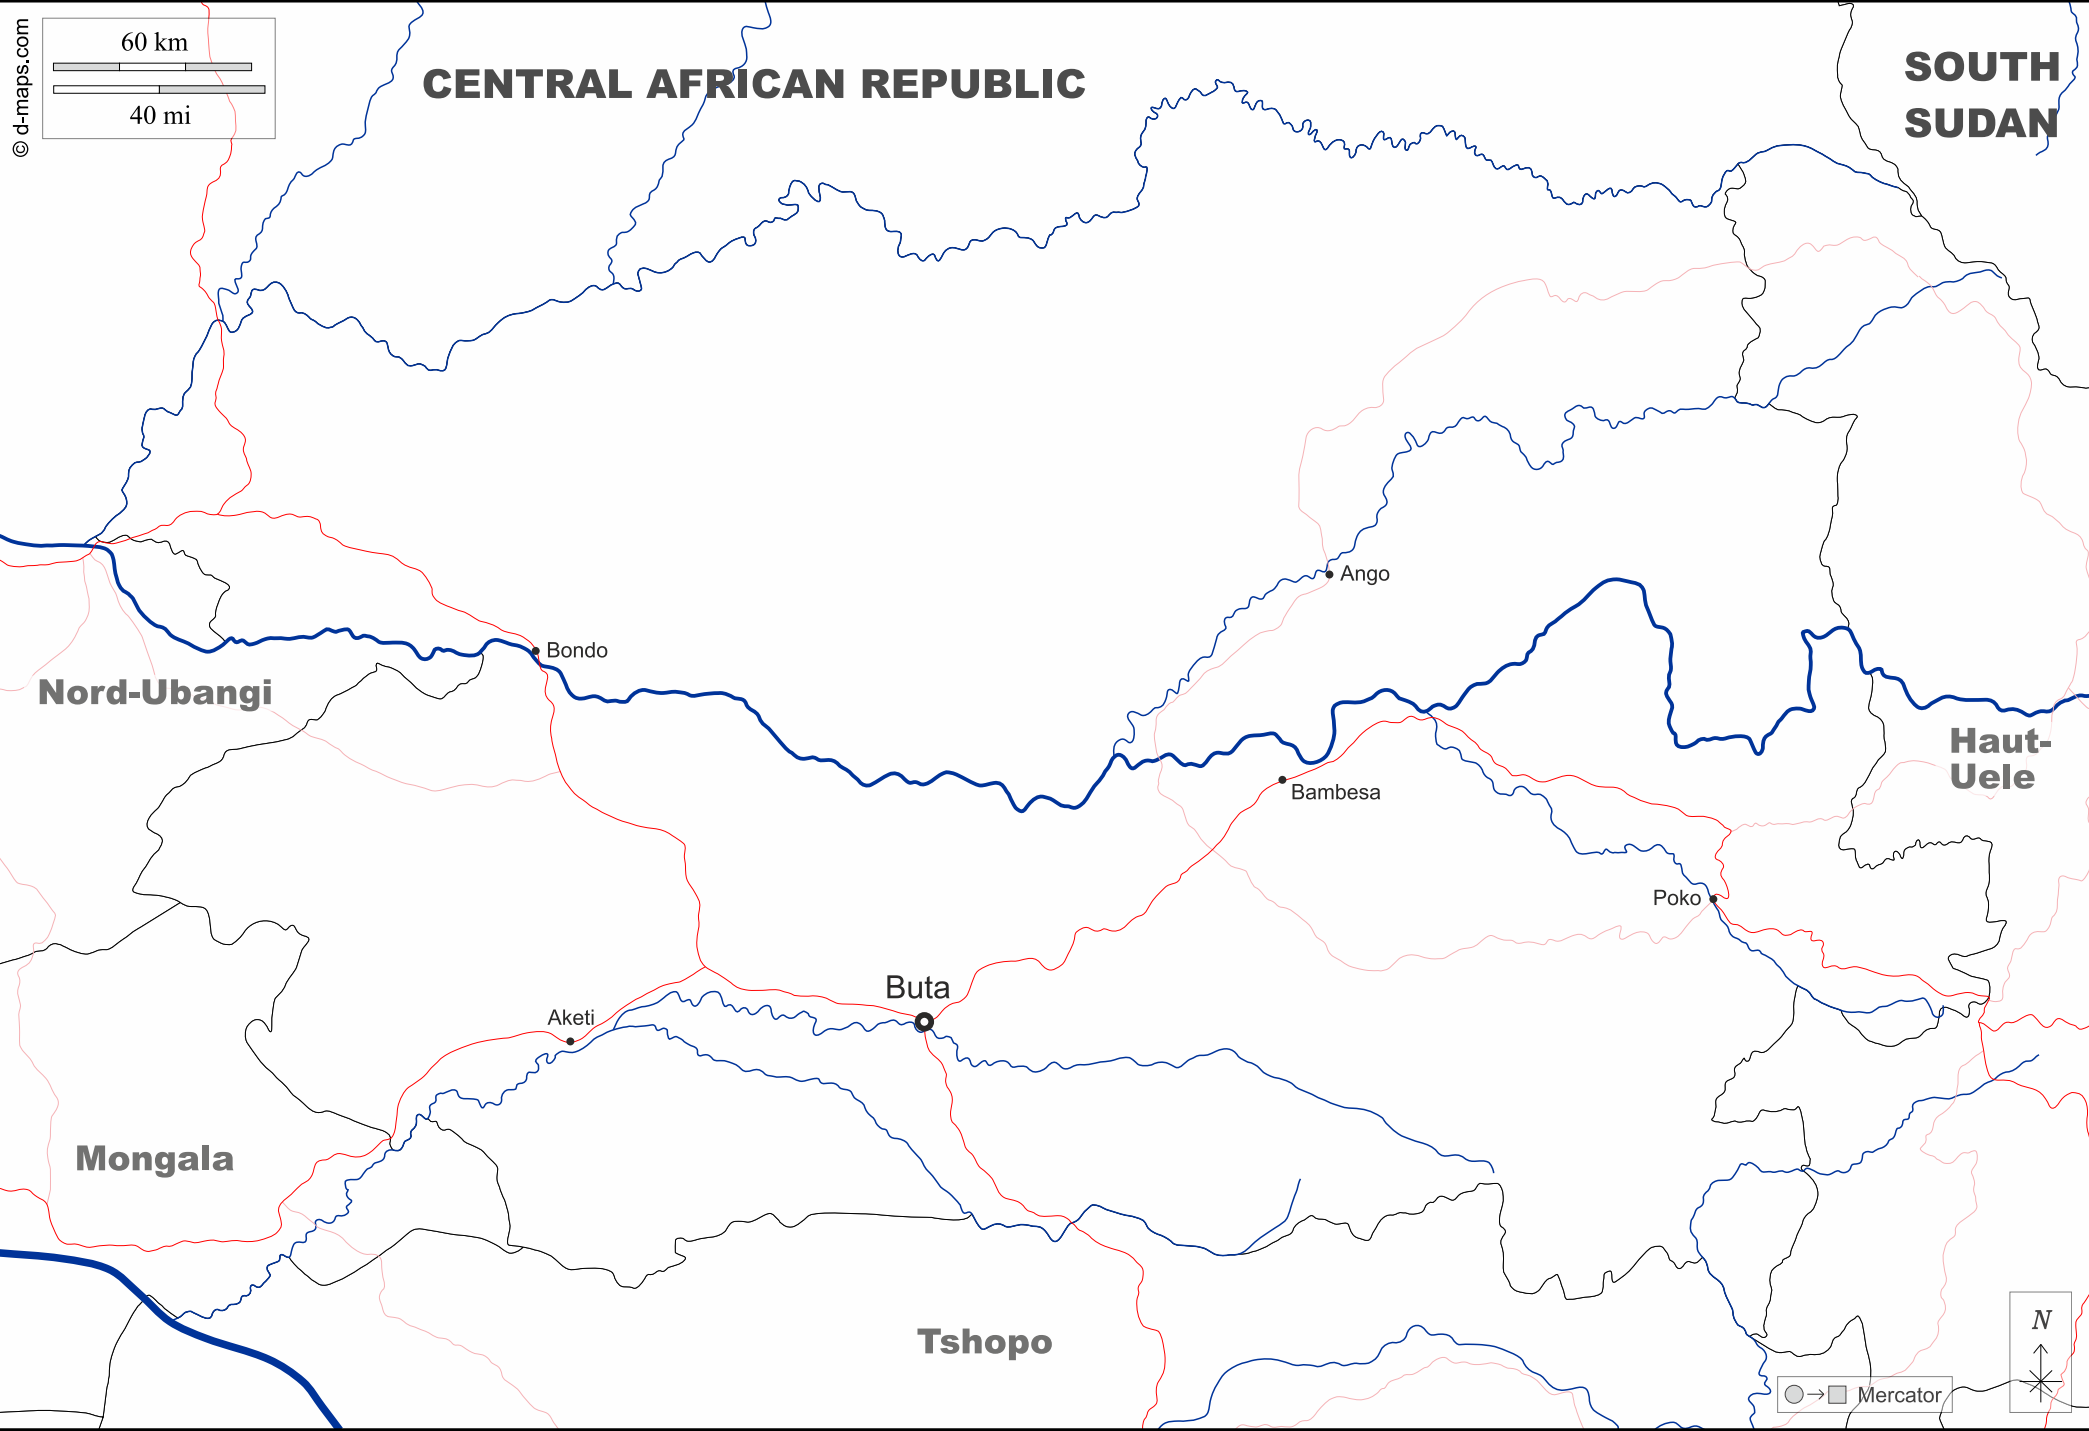 © d-maps.com
60 km
40 mi
CENTRAL AFRICAN REPUBLIC
SOUTH
SUDAN
Ango
Bondo
Nord-Ubangi
Haut-
Uele
Bambesa
Poko
Buta
Aketi
Mongala
Tshopo
N
Mercator